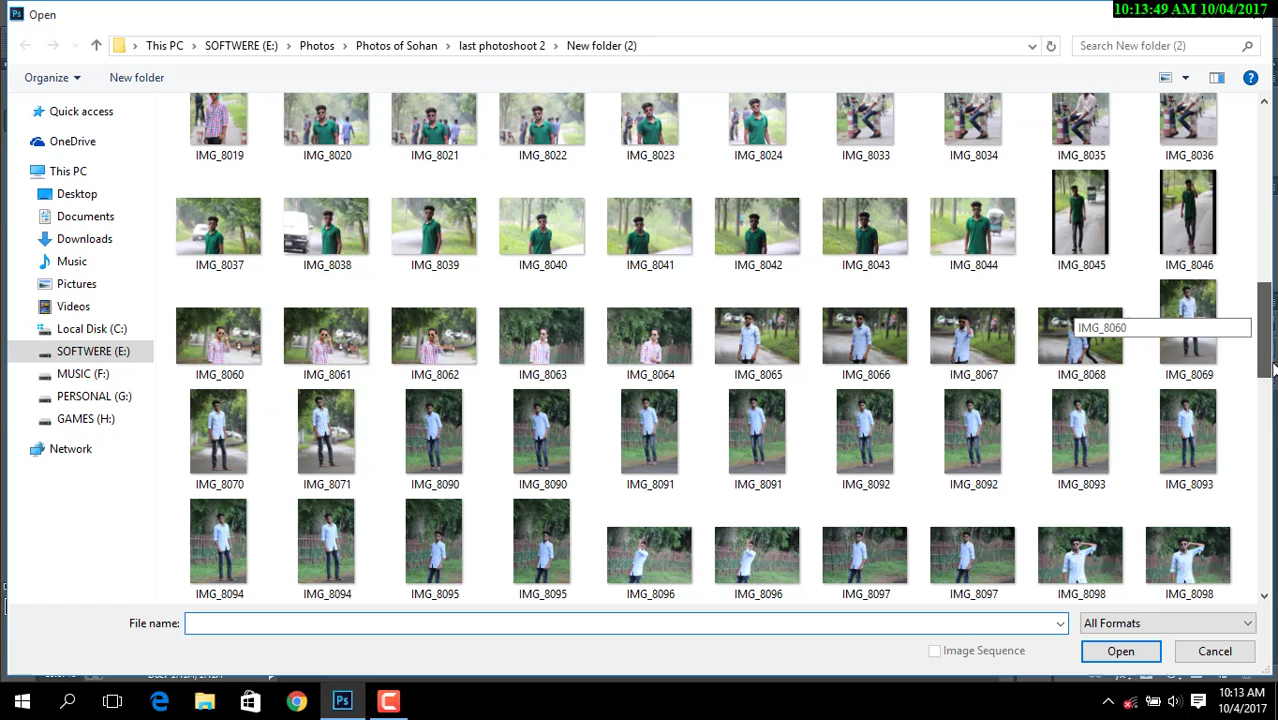 10:13:49 AM 10/04/2017
Open
This PC > SOFTWERE (E:) > Photos > Photos of Sohan > last photoshoot 2 > New folder (2)
Search New folder (2)
Organize
New folder
Quick access
OneDrive
This PC
Desktop
Documents
Downloads
Music
Pictures
Videos
Local Disk (C:)
SOFTWERE (E:)
MUSIC (F:)
PERSONAL (G:)
GAMES (H:)
Network
IMG_8019 IMG_8020 IMG_8021 IMG_8022 IMG_8023 IMG_8024 IMG_8033 IMG_8034 IMG_8035 IMG_8036
IMG_8037 IMG_8038 IMG_8039 IMG_8040 IMG_8041 IMG_8042 IMG_8043 IMG_8044 IMG_8045 IMG_8046
IMG_8060
IMG_8060 IMG_8061 IMG_8062 IMG_8063 IMG_8064 IMG_8065 IMG_8066 IMG_8067 IMG_8068 IMG_8069
IMG_8070 IMG_8071 IMG_8090 IMG_8090 IMG_8091 IMG_8091 IMG_8092 IMG_8092 IMG_8093 IMG_8093
IMG_8094 IMG_8094 IMG_8095 IMG_8095 IMG_8096 IMG_8096 IMG_8097 IMG_8097 IMG_8098 IMG_8098
File name:
All Formats
Image Sequence
Open
Cancel
Ps
10:13 AM
10/4/2017